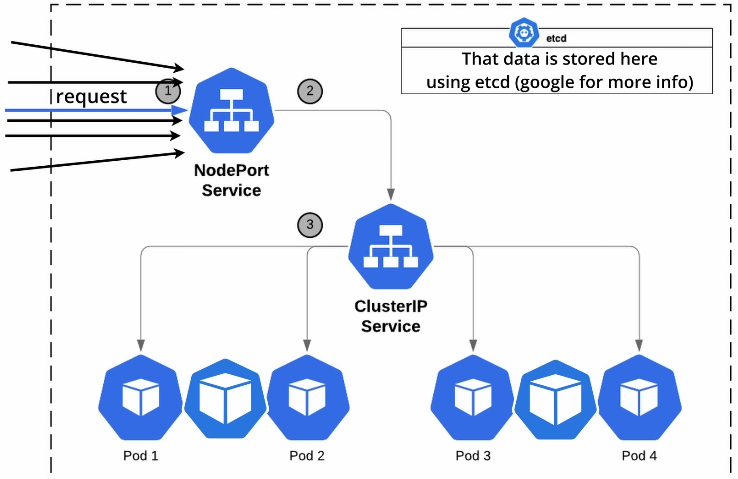 etcd
That data is stored here
using etcd (google for more info)
request
1
2
NodePort
Service
3
ClusterIP
Service
Pod 1
Pod 2
Pod 3
Pod 4